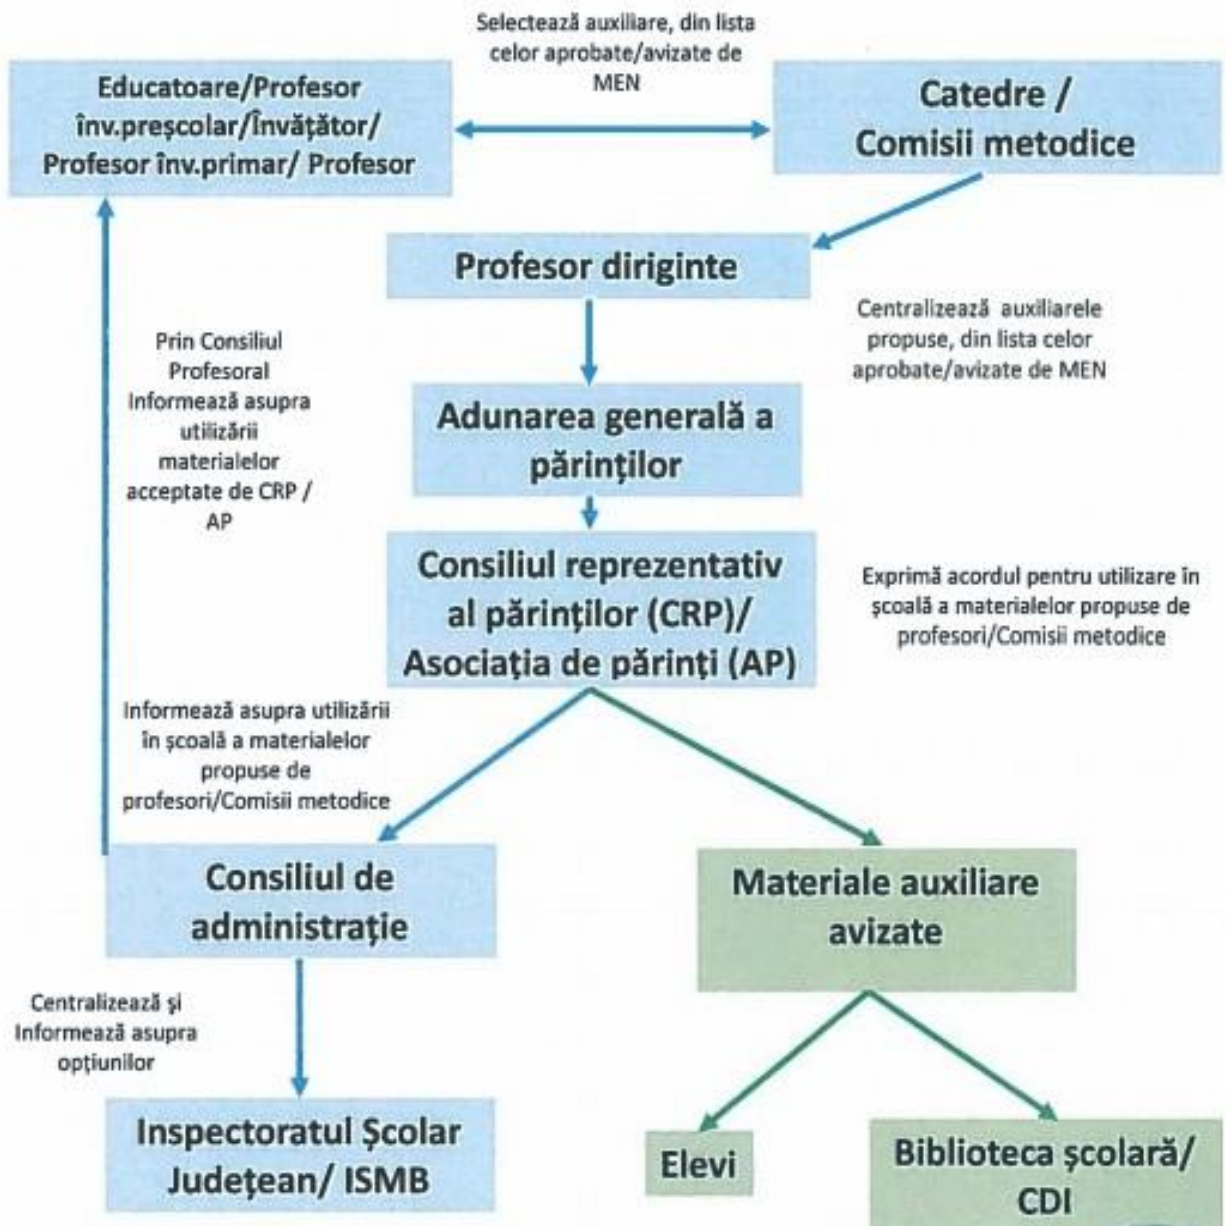 Selectează auxiliare, din lista
celor aprobate/avizate de
MEN
Educatoare/Profesor
înv.preșcolar/Învățător/
Profesor înv.primar/ Profesor
Catedre /
Comisii metodice
Profesor diriginte
Centralizează auxiliarele
propuse, din lista celor
aprobate/avizate de MEN
Prin Consiliul
Profesoral
Informează asupra
utilizării
materialelor
acceptate de CRP /
AP
Adunarea generală a
părinților
Consiliul reprezentativ
al părinților (CRP)/
Asociația de părinți (AP)
Exprimă acordul pentru utilizare în
școală a materialelor propuse de
profesori/Comisii metodice
Informează asupra utilizării
în școală a materialelor
propuse de
profesori/Comisii metodice
Consiliul de
administrație
Materiale auxiliare
avizate
Centralizează și
Informează asupra
opțiunilor
Inspectoratul Școlar
Județean/ ISMB
Elevi
Biblioteca școlară/
CDI